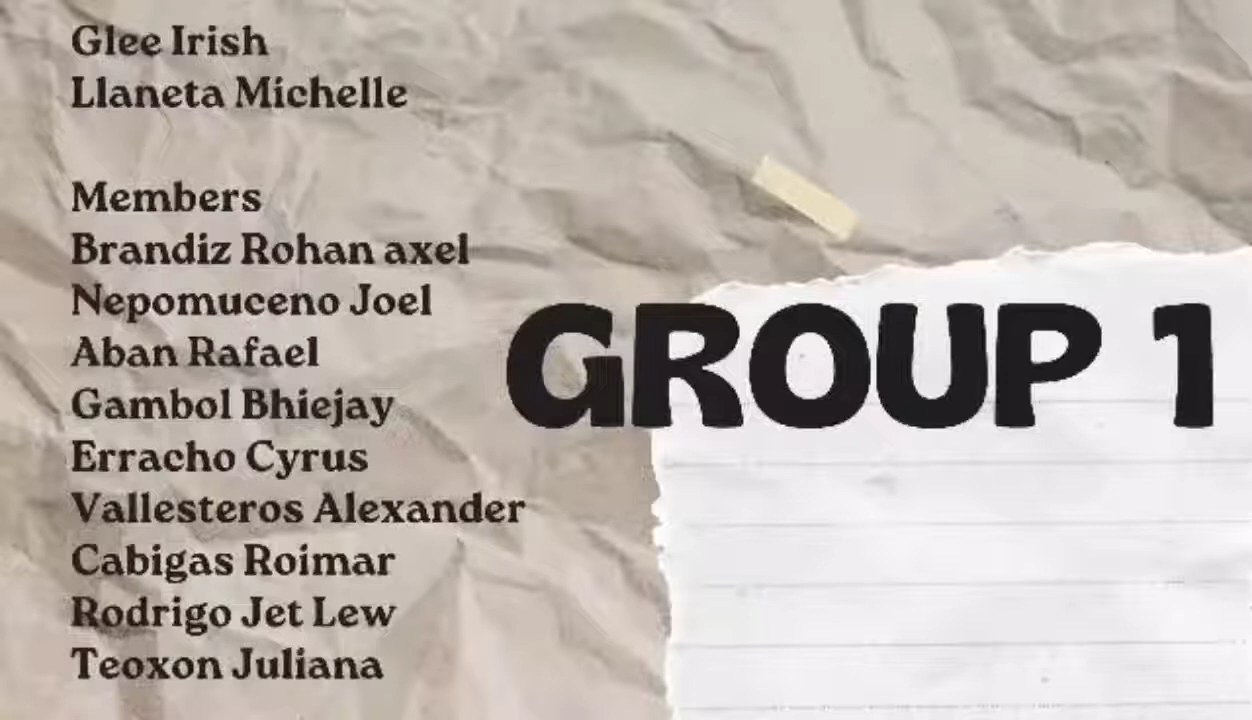 Glee Irish
Llaneta Michelle
Members
Brandiz Rohan axel
Nepomuceno Joel
Aban Rafael
Gambol Bhiejay
Erracho Cyrus
Vallesteros Alexander
Cabigas Roimar
Rodrigo Jet Lew
Teoxon Juliana
GROUP 1